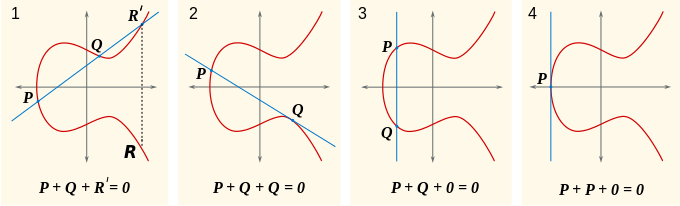 1
R′
Q
P
R
P + Q + R′= 0
2
P
Q
P + Q + Q = 0
3
P
Q
P + Q + 0 = 0
4
P
P + P + 0 = 0